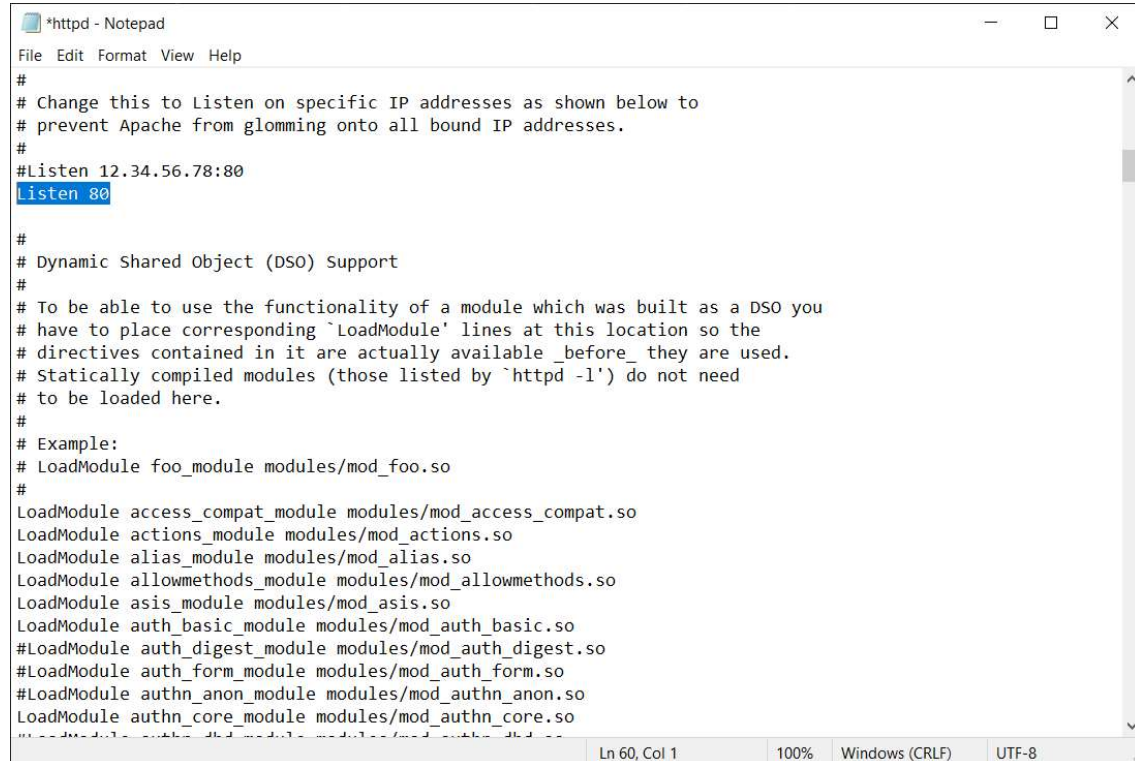 *httpd - Notepad
File Edit Format View Help
#
# Change this to Listen on specific IP addresses as shown below to
# prevent Apache from glomming onto all bound IP addresses.
#
#Listen 12.34.56.78:80
Listen 80
#
# Dynamic Shared Object (DSO) Support
#
# To be able to use the functionality of a module which was built as a DSO you
# have to place corresponding `LoadModule' lines at this location so the
# directives contained in it are actually available _before_ they are used.
# Statically compiled modules (those listed by `httpd -l') do not need
# to be loaded here.
#
# Example:
# LoadModule foo_module modules/mod_foo.so
#
LoadModule access_compat_module modules/mod_access_compat.so
LoadModule actions_module modules/mod_actions.so
LoadModule alias_module modules/mod_alias.so
LoadModule allowmethods_module modules/mod_allowmethods.so
LoadModule asis_module modules/mod_asis.so
LoadModule auth_basic_module modules/mod_auth_basic.so
#LoadModule auth_digest_module modules/mod_auth_digest.so
#LoadModule auth_form_module modules/mod_auth_form.so
#LoadModule authn_anon_module modules/mod_authn_anon.so
LoadModule authn_core_module modules/mod_authn_core.so
Ln 60, Col 1 100% Windows (CRLF) UTF-8